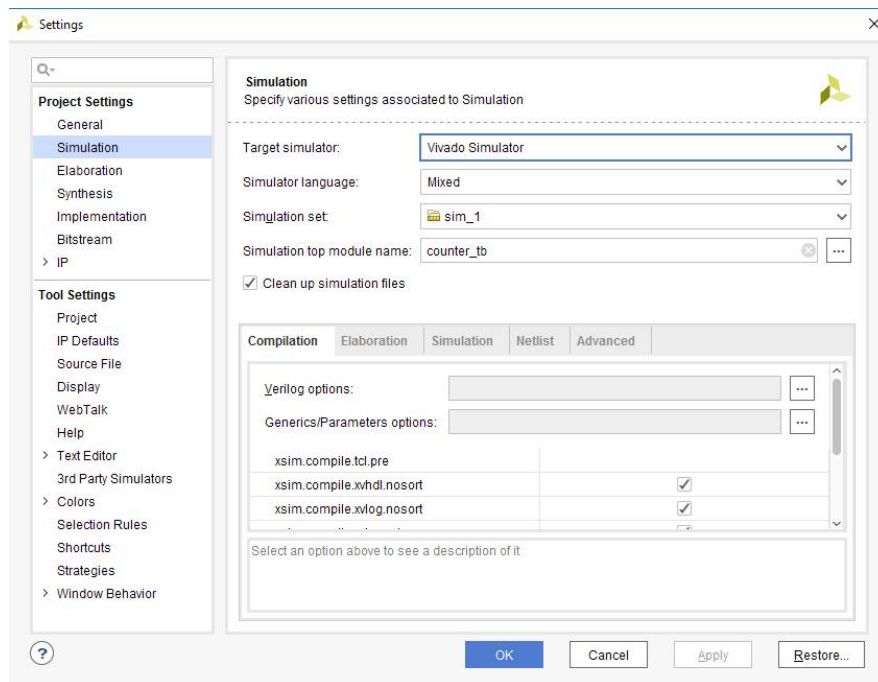 Settings
Project Settings
General
Simulation
Elaboration
Synthesis
Implementation
Bitstream
> IP
Tool Settings
Project
IP Defaults
Source File
Display
WebTalk
Help
> Text Editor
3rd Party Simulators
> Colors
Selection Rules
Shortcuts
Strategies
> Window Behavior
Simulation
Specify various settings associated to Simulation
Target simulator: Vivado Simulator
Simulator language: Mixed
Simulation set: sim_1
Simulation top module name: counter_tb ...
Clean up simulation files
Compilation Elaboration Simulation Netlist Advanced
Verilog options: ...
Generics/Parameters options: ...
xsim.compile.tcl.pre
xsim.compile.xvhdl.nosort
xsim.compile.xvlog.nosort
Select an option above to see a description of it
? OK Cancel Apply Restore...